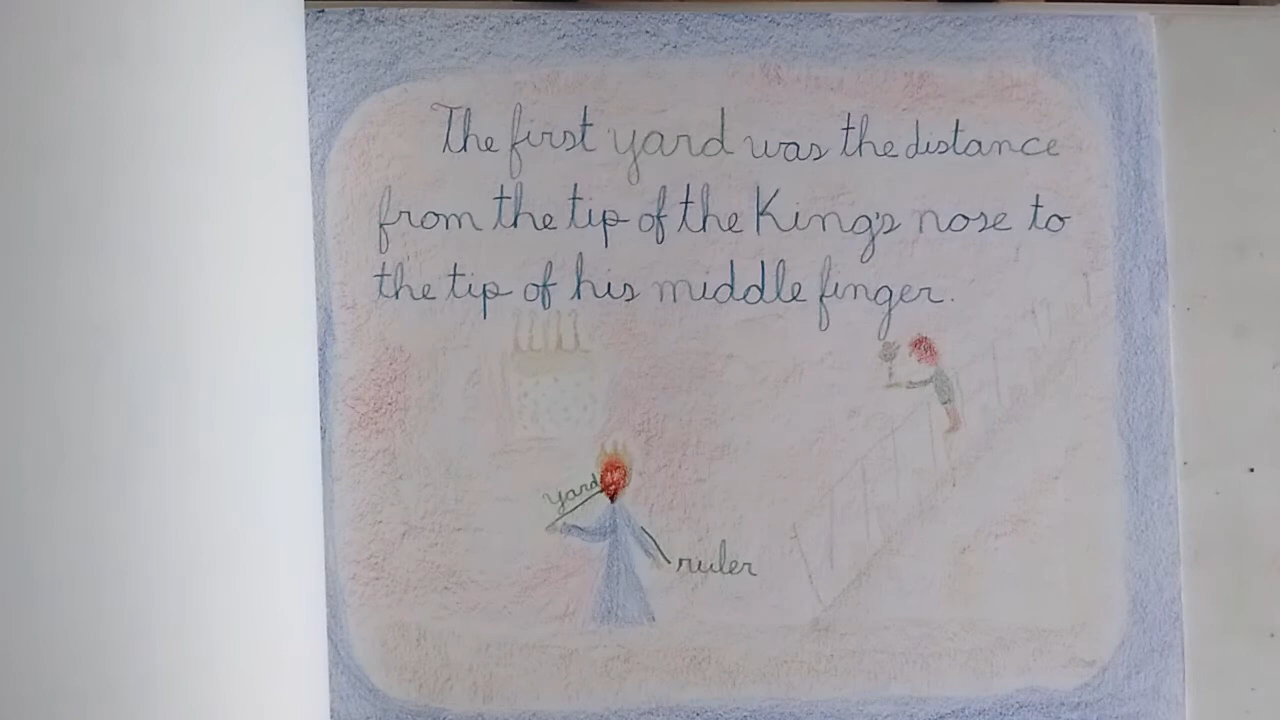 The first yard was the distance
from the tip of the King's nose to
the tip of his middle finger.
yard
ruler